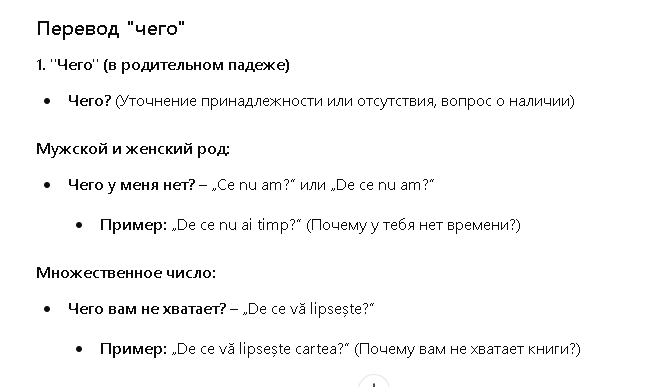 Перевод "чего"
1. "Чего" (в родительном падеже)
Чего? (Уточнение принадлежности или отсутствия, вопрос о наличии)
Мужской и женский род:
Чего у меня нет? – „Ce nu am?“ или „De ce nu am?“
Пример: „De ce nu ai timp?“ (Почему у тебя нет времени?)
Множественное число:
Чего вам не хватает? – „De ce vă lipsește?“
Пример: „De ce vă lipsește cartea?“ (Почему вам не хватает книги?)